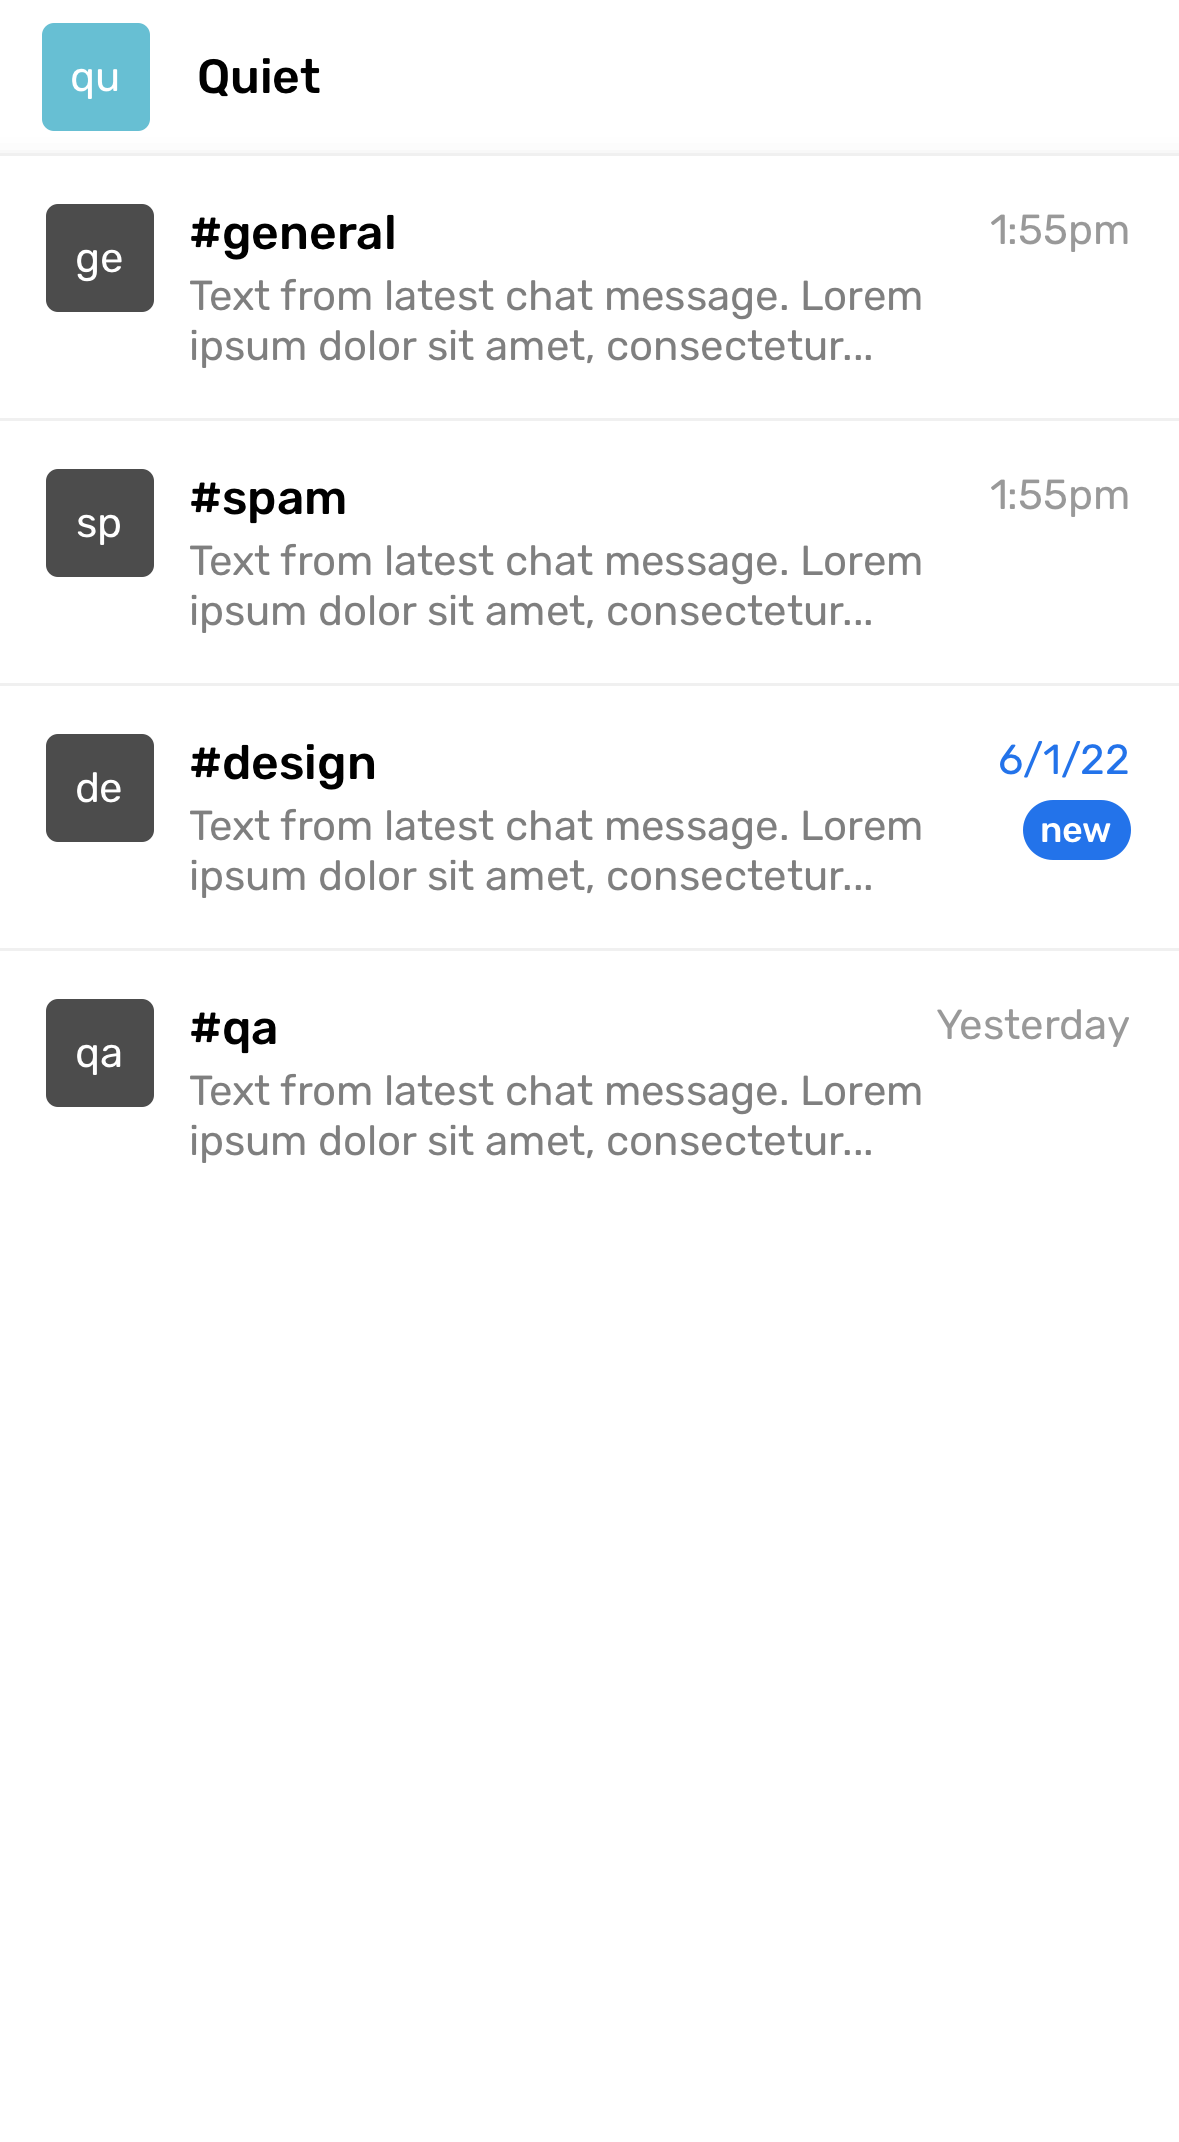 qu
Quiet
ge
#general
1:55pm
Text from latest chat message. Lorem
ipsum dolor sit amet, consectetur...
sp
#spam
1:55pm
Text from latest chat message. Lorem
ipsum dolor sit amet, consectetur...
de
#design
6/1/22
Text from latest chat message. Lorem
new
ipsum dolor sit amet, consectetur...
qa
#qa
Yesterday
Text from latest chat message. Lorem
ipsum dolor sit amet, consectetur...